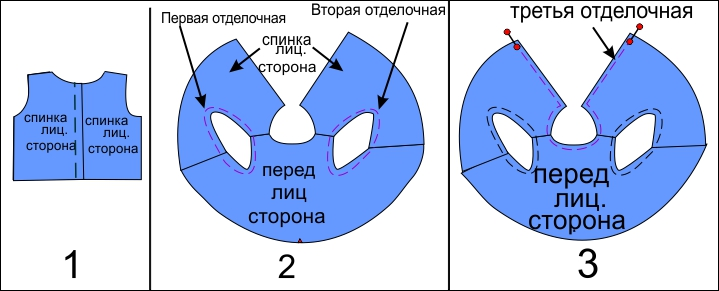 спинка
лиц.
сторона
спинка
лиц.
сторона
1
Первая отделочная
Вторая отделочная
спинка
лиц.
сторона
перед
лиц
сторона
2
третья отделочная
перед
лиц.
сторона
3